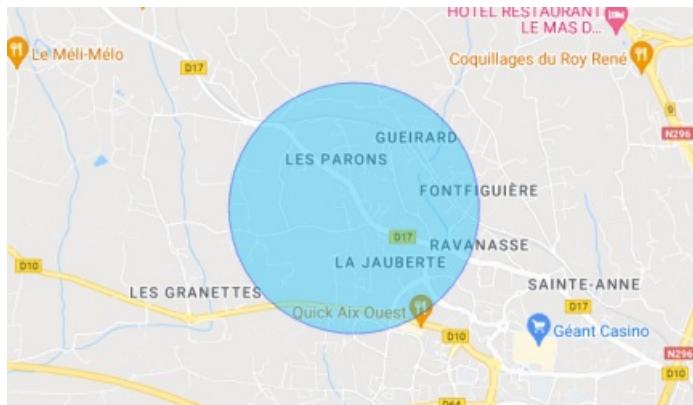 HOTEL RESTAURANT
LE MAS D...
Le Méli-Mélo
Coquillages du Roy René
D17
9
N296
GUEIRARD
LES PARONS
FONTFIGUIÈRE
D17
RAVANASSE
D10
LA JAUBERTE
SAINTE-ANNE
LES GRANETTES
D17
Quick Aix Ouest
D10
Géant Casino
N296
D10
D10
D64